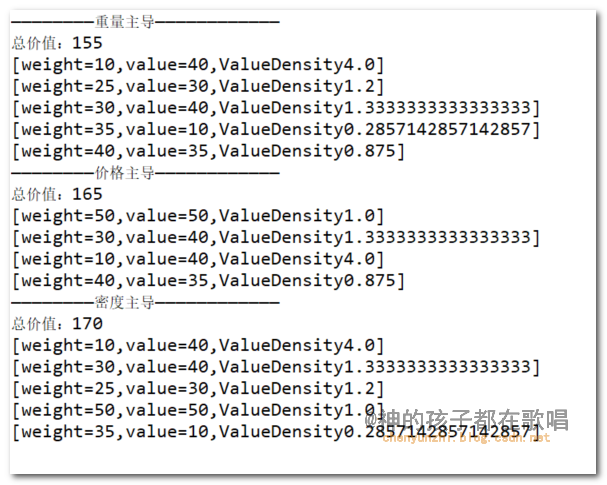 ————————重量主导————————————
总价值：155
[weight=10,value=40,ValueDensity4.0]
[weight=25,value=30,ValueDensity1.2]
[weight=30,value=40,ValueDensity1.3333333333333333]
[weight=35,value=10,ValueDensity0.2857142857142857]
[weight=40,value=35,ValueDensity0.875]
————————价格主导————————————
总价值：165
[weight=50,value=50,ValueDensity1.0]
[weight=30,value=40,ValueDensity1.3333333333333333]
[weight=10,value=40,ValueDensity4.0]
[weight=40,value=35,ValueDensity0.875]
————————密度主导————————————
总价值：170
[weight=10,value=40,ValueDensity4.0]
[weight=30,value=40,ValueDensity1.3333333333333333]
[weight=25,value=30,ValueDensity1.2]
[weight=50,value=50,ValueDensity1.0]
@神的孩子都在歌唱
[weight=35,value=10,ValueDensity0.2857142857142857]
chenyunzhi.blog.csdn.net